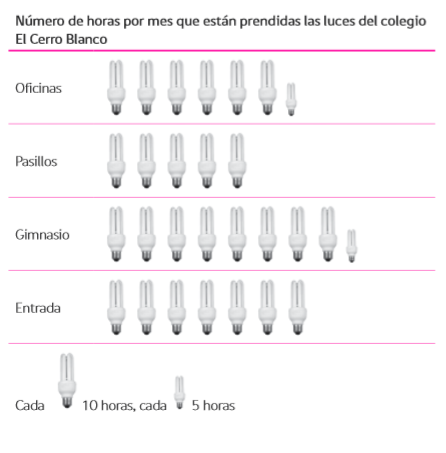 Número de horas por mes que están prendidas las luces del colegio
El Cerro Blanco
Oficinas
Pasillos
Gimnasio
Entrada
Cada 10 horas, cada 5 horas